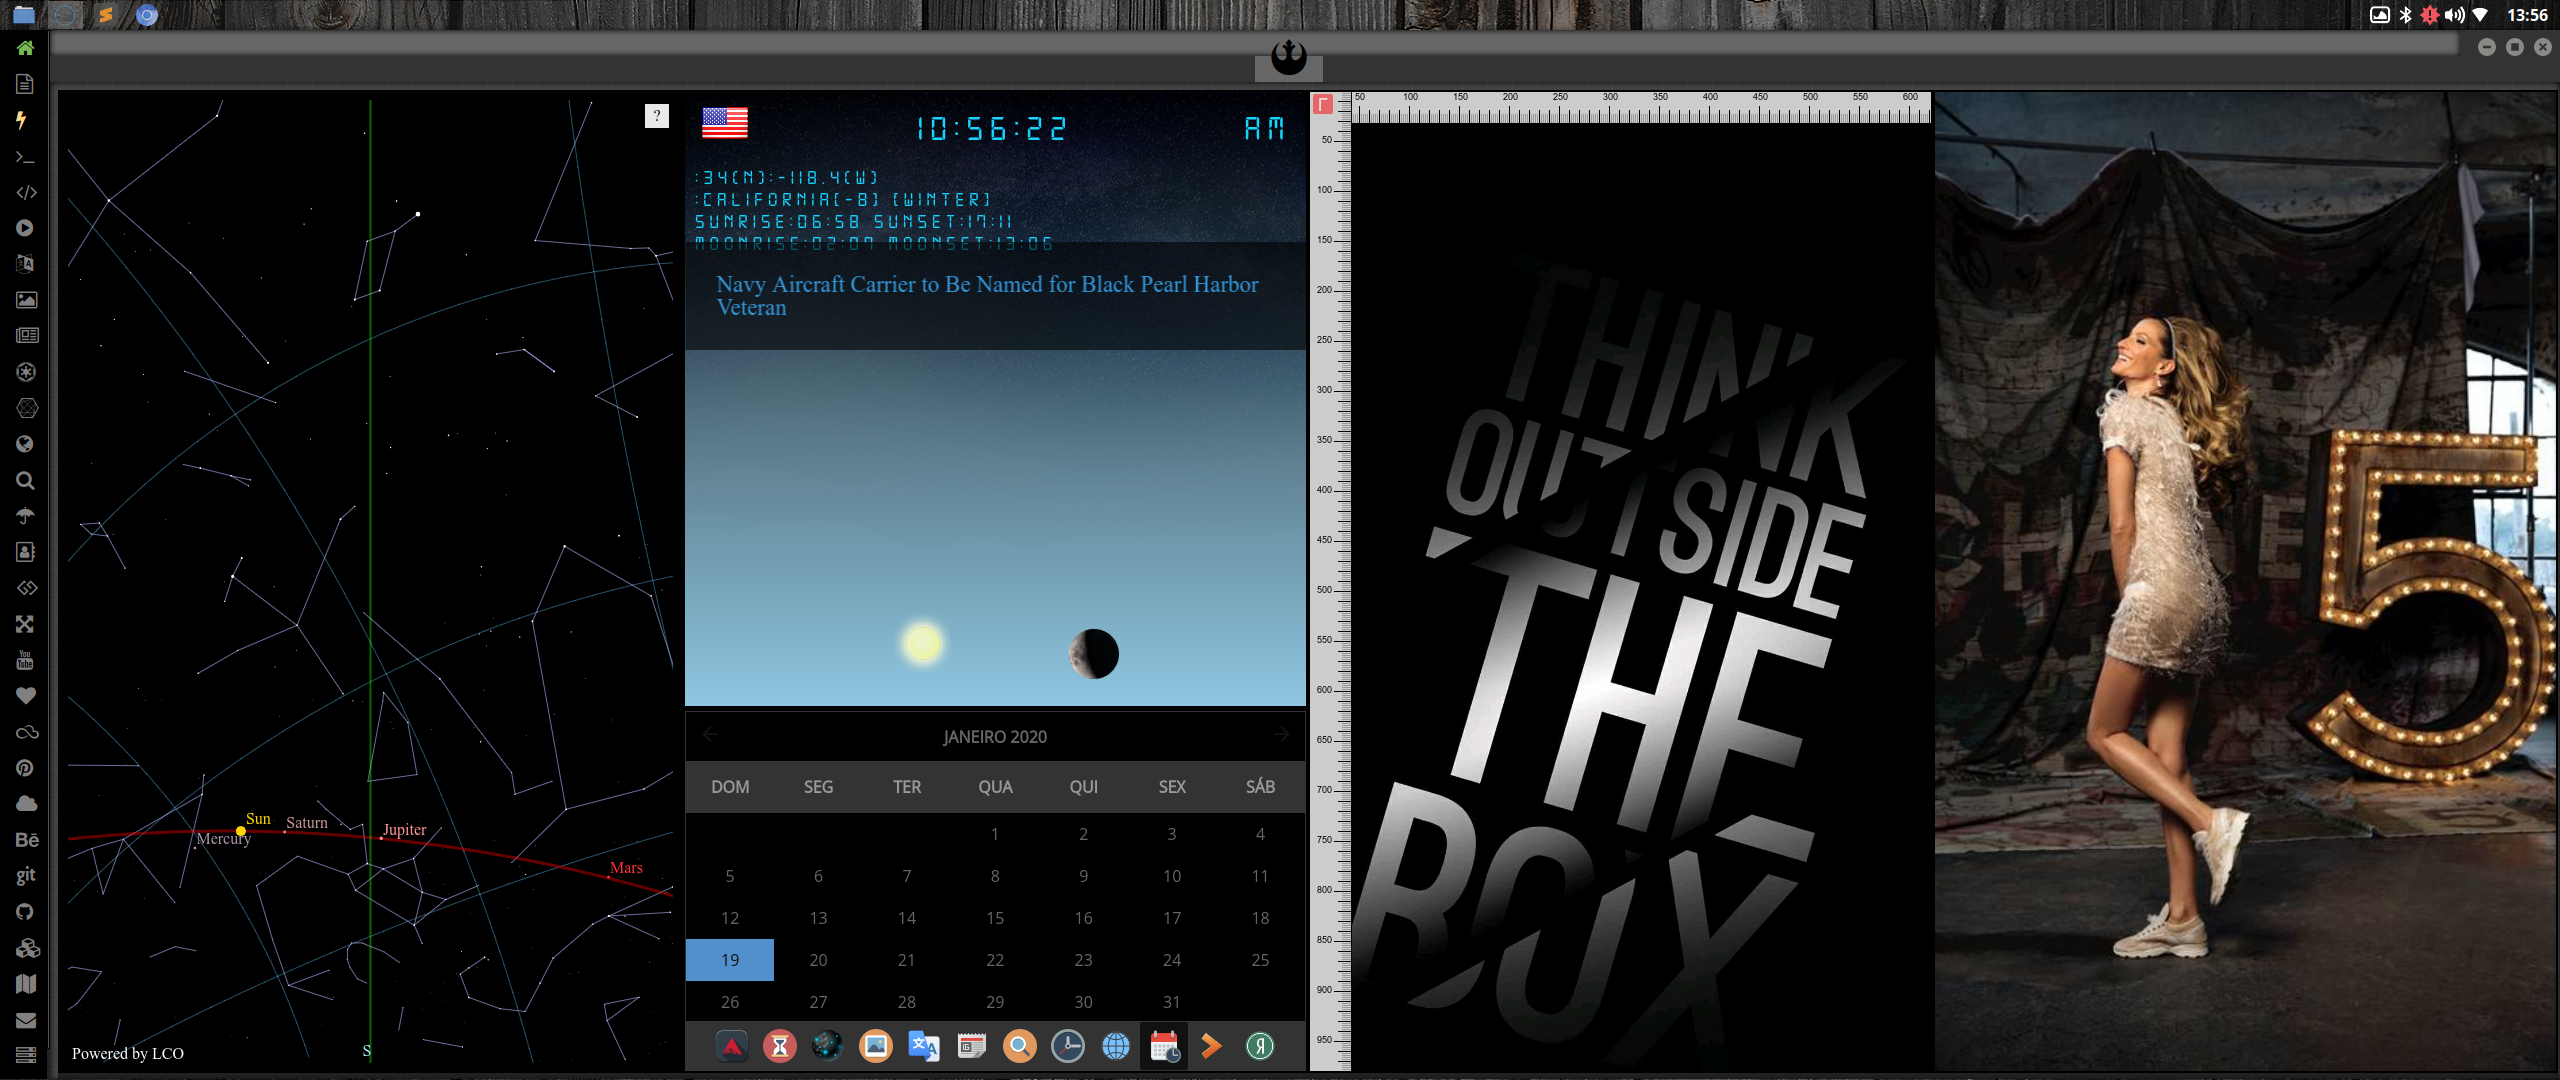 13:56
?
Sun
Saturn
Mercury
Jupiter
Mars
Powered by LCO
S
10:56:22 AM
:34(N):-118.4(W)
:CALIFORNIA(-8) (WINTER)
SUNRISE:06:58 SUNSET:17:11
MOONRISE:02:07 MOONSET:13:06
Navy Aircraft Carrier to Be Named for Black Pearl Harbor
Veteran
JANEIRO 2020
DOM SEG TER QUA QUI SEX SÁB
1 2 3 4
5 6 7 8 9 10 11
12 13 14 15 16 17 18
19 20 21 22 23 24 25
26 27 28 29 30 31
You
Tube
Bē
git
50 100 150 200 250 300 350 400 450 500 550 600
50
100
150
200
250
300
350
400
450
500
550
600
650
700
750
800
850
900
950
THINK
OUTSIDE
THE
BOX
5